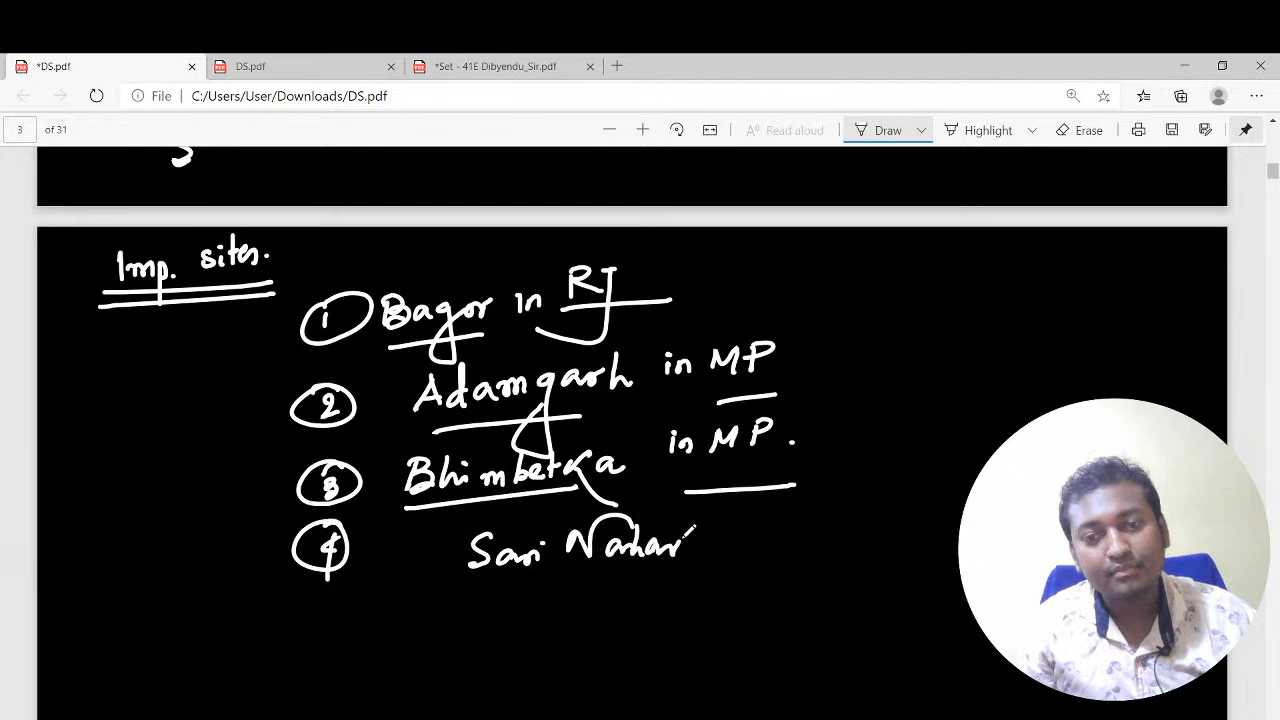 *DS.pdf DS.pdf *Set - 41E Dibyendu_Sir.pdf
File C:/Users/User/Downloads/DS.pdf
3 of 31 Read aloud Draw Highlight Erase
3
Imp. sites.
1 Bagor in RJ
2 Adamgarh in MP
3 Bhimbetka in MP.
4 Sari Nahar